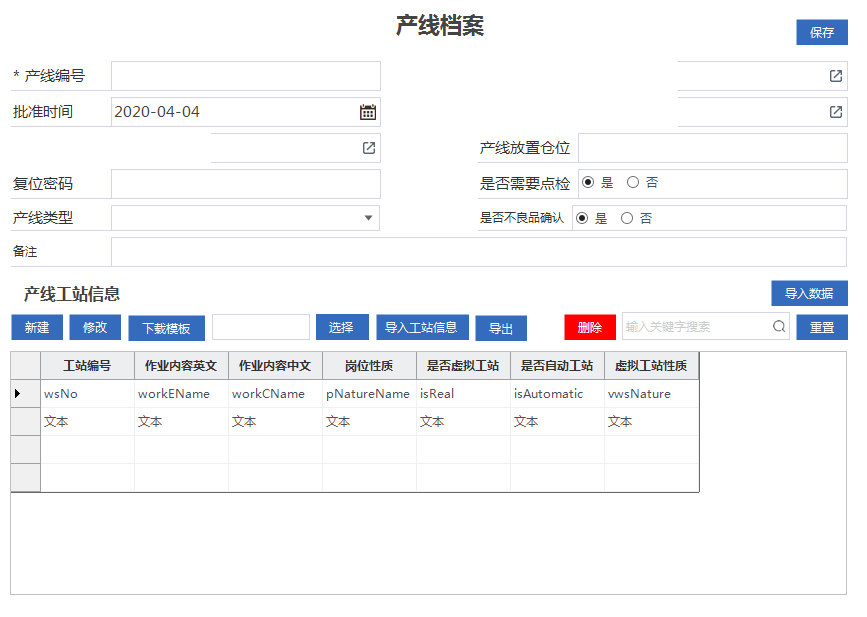 产线档案
保存
* 产线编号
批准时间 2020-04-04
产线放置仓位
复位密码 是否需要点检 是 否
产线类型 是否不良品确认 是 否
备注
产线工站信息 导入数据
新建 修改 下载模板 选择 导入工站信息 导出 删除 输入关键字搜索 重置
工站编号 作业内容英文 作业内容中文 岗位性质 是否虚拟工站 是否自动工站 虚拟工站性质
wsNo workEName workCName pNatureName isReal isAutomatic vwsNature
文本 文本 文本 文本 文本 文本 文本